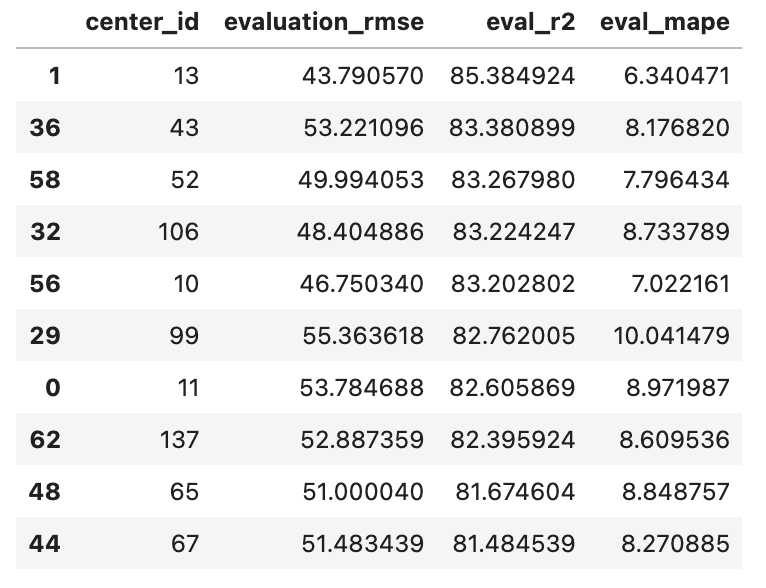 center_id evaluation_rmse eval_r2 eval_mape
1 13 43.790570 85.384924 6.340471
36 43 53.221096 83.380899 8.176820
58 52 49.994053 83.267980 7.796434
32 106 48.404886 83.224247 8.733789
56 10 46.750340 83.202802 7.022161
29 99 55.363618 82.762005 10.041479
0 11 53.784688 82.605869 8.971987
62 137 52.887359 82.395924 8.609536
48 65 51.000040 81.674604 8.848757
44 67 51.483439 81.484539 8.270885